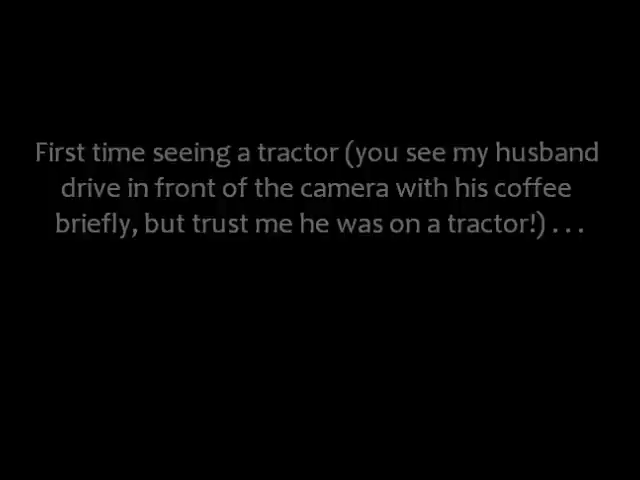 First time seeing a tractor (you see my husband
drive in front of the camera with his coffee
briefly, but trust me he was on a tractor!) . . .